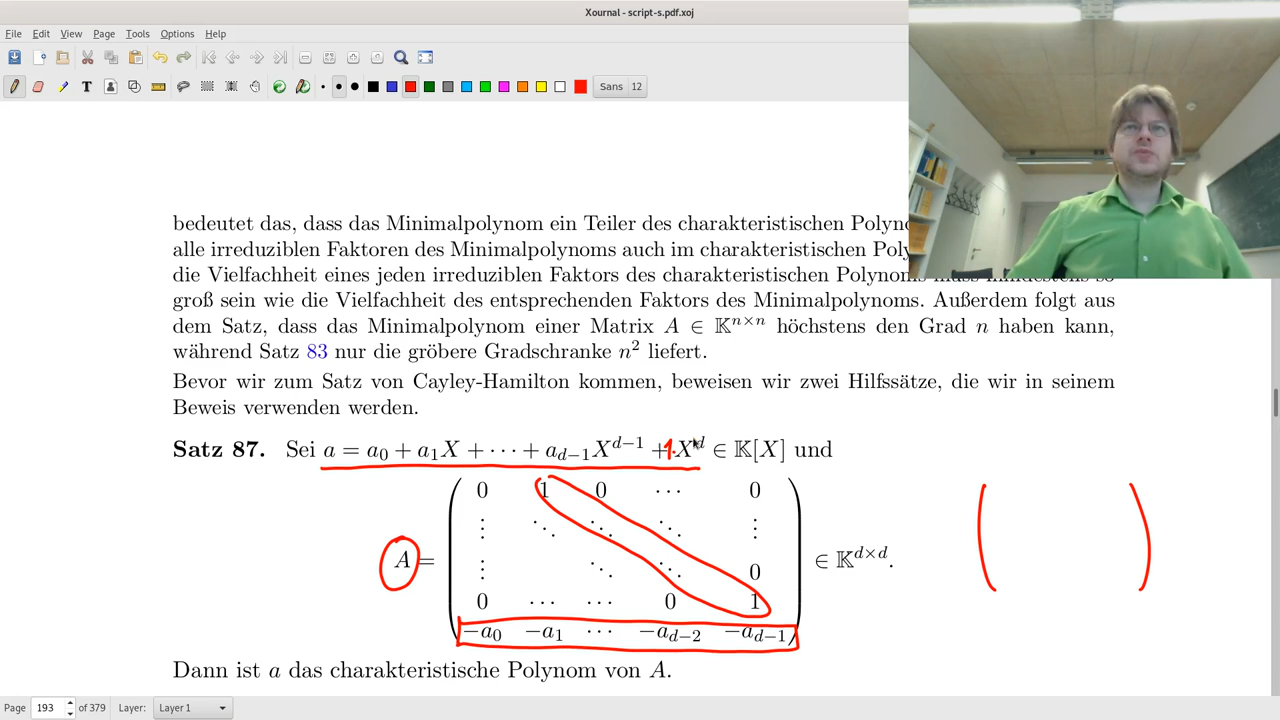 Xournal - script-s.pdf.xoj
File Edit View Page Tools Options Help
Sans 12
bedeutet das, dass das Minimalpolynom ein Teiler des charakteristischen
alle irreduziblen Faktoren des Minimalpolynoms auch im charakteristischen
die Vielfachheit eines jeden irreduziblen Faktors des charakteristischen Polynoms muss mindestens so
groß sein wie die Vielfachheit des entsprechenden Faktors des Minimalpolynoms. Außerdem folgt aus
dem Satz, dass das Minimalpolynom einer Matrix A ∈ 𝕂^{n×n} höchstens den Grad n haben kann,
während Satz 83 nur die gröbere Gradschranke n² liefert.
Bevor wir zum Satz von Cayley-Hamilton kommen, beweisen wir zwei Hilfssätze, die wir in seinem
Beweis verwenden werden.
Satz 87. Sei a = a₀ + a₁X + ⋯ + a_{d−1}X^{d−1} + 1·X^d ∈ 𝕂[X] und
0 1 0 ⋯ 0
⋮ ⋱ ⋱ ⋱ ⋮
A = ⋮ ⋱ ⋱ 0 ∈ 𝕂^{d×d}.
0 ⋯ ⋯ 0 1
−a₀ −a₁ ⋯ −a_{d−2} −a_{d−1}
Dann ist a das charakteristische Polynom von A.
Page 193 of 379 Layer: Layer 1